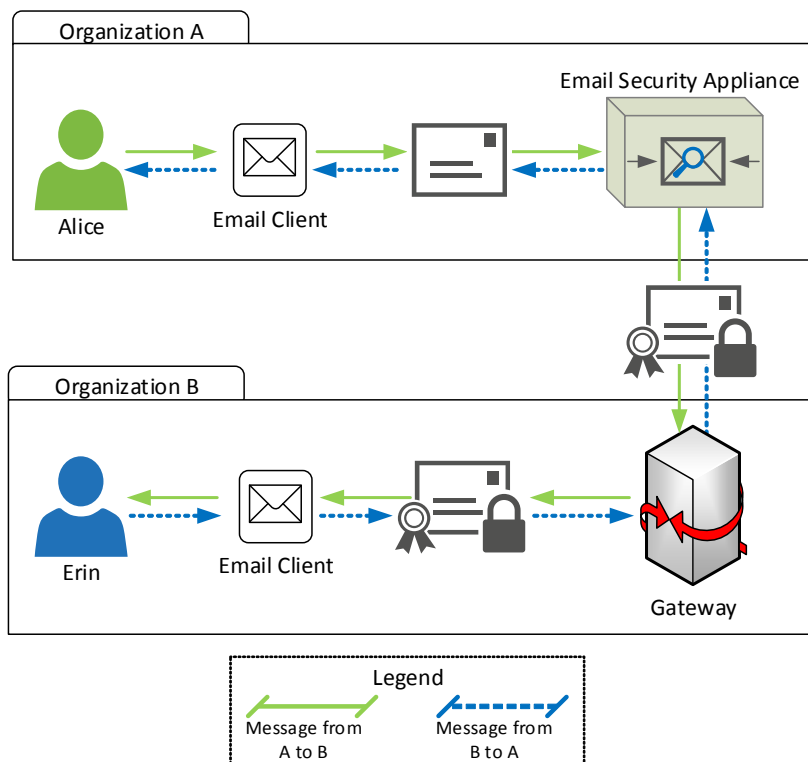 Organization A
Email Security Appliance
Alice
Email Client
Organization B
Erin
Email Client
Gateway
Legend
Message from
A to B
Message from
B to A